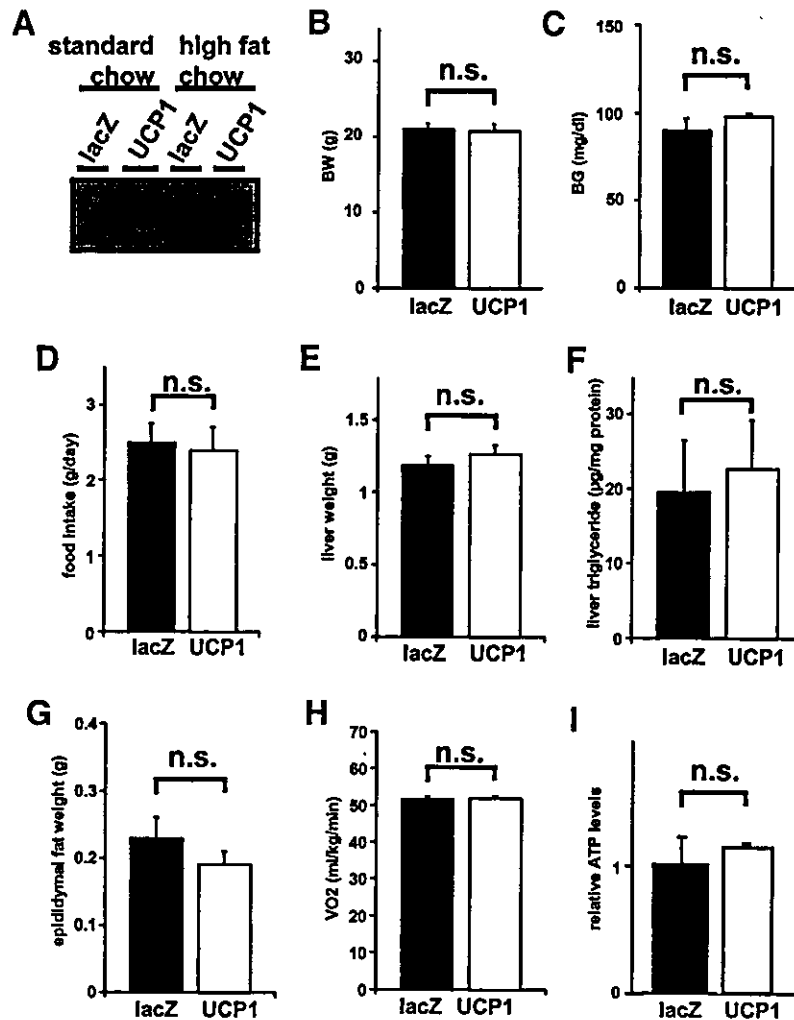 A
standard high fat
chow chow
lacZ UCP1 lacZ UCP1
B
n.s.
BW (g)
30
20
10
0
lacZ UCP1
C
n.s.
BG (mg/dl)
150
100
50
0
lacZ UCP1
D
n.s.
food intake (g/day)
3
2
1
0
lacZ UCP1
E
n.s.
liver weight (g)
1.5
1
0.5
0
lacZ UCP1
F
n.s.
liver triglyceride (µg/mg protein)
30
20
10
0
lacZ UCP1
G
n.s.
epididymal fat weight (g)
0.4
0.3
0.2
0.1
0
lacZ UCP1
H
n.s.
VO2 (ml/kg/min)
70
60
50
40
30
20
10
0
lacZ UCP1
I
n.s.
relative ATP levels
1
0
lacZ UCP1